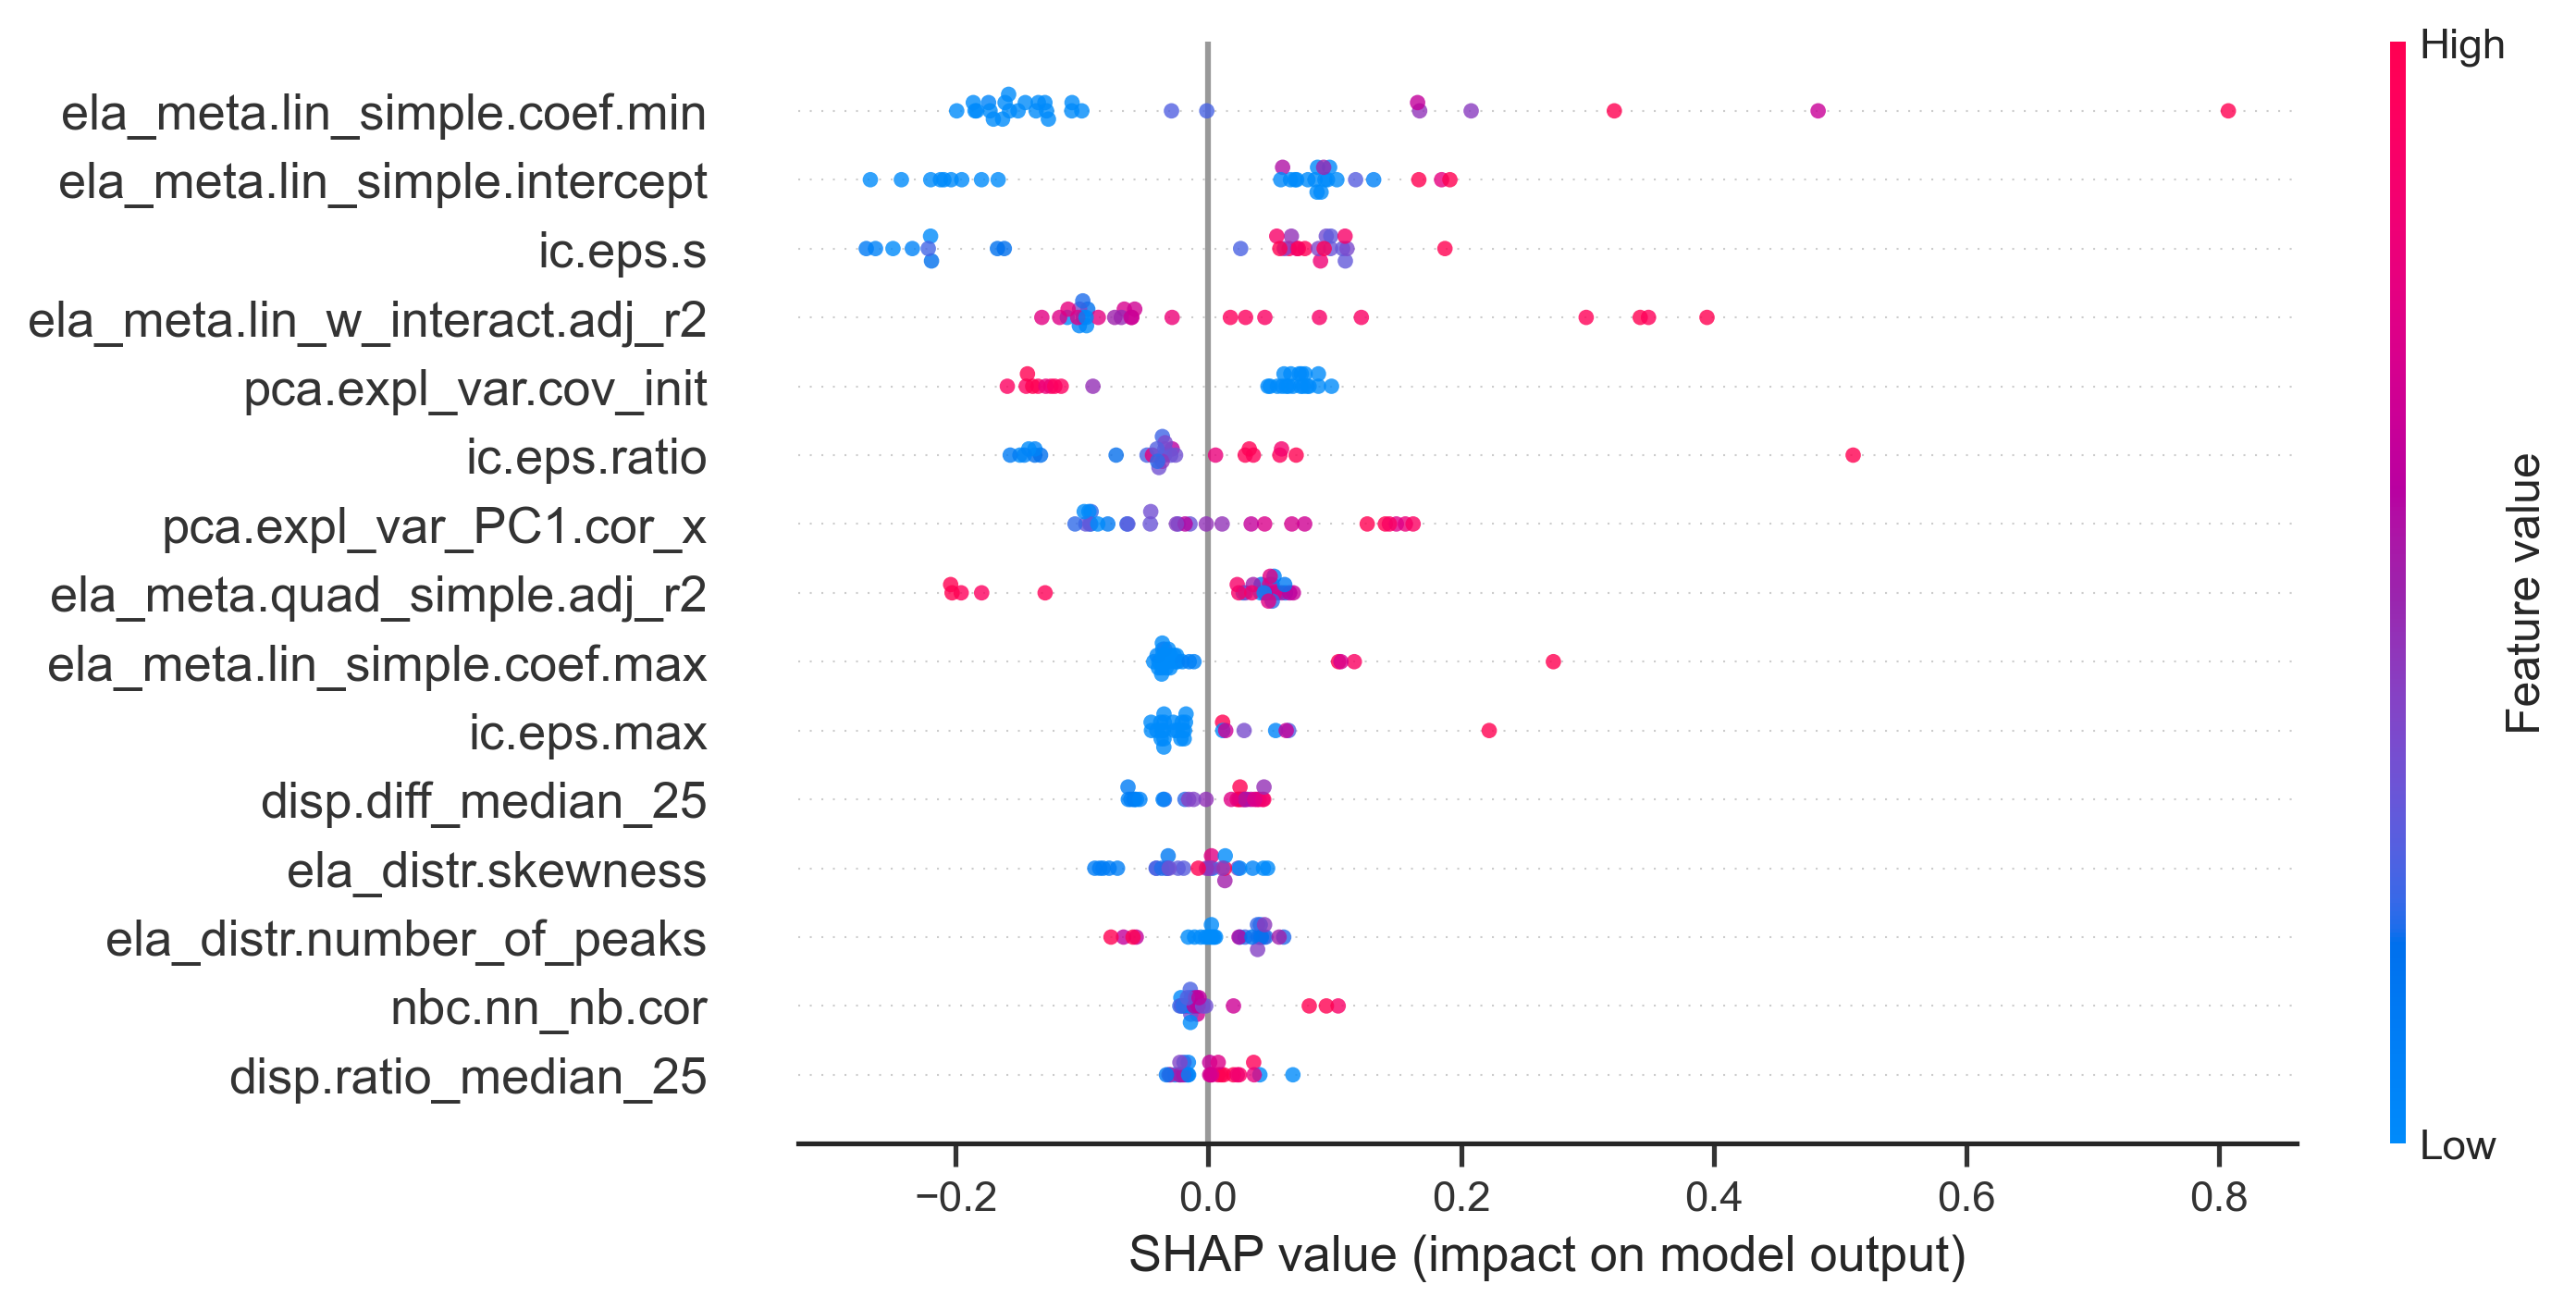 High
ela_meta.lin_simple.coef.min
ela_meta.lin_simple.intercept
ic.eps.s
ela_meta.lin_w_interact.adj_r2
pca.expl_var.cov_init
ic.eps.ratio
pca.expl_var_PC1.cor_x
ela_meta.quad_simple.adj_r2
ela_meta.lin_simple.coef.max
ic.eps.max
disp.diff_median_25
ela_distr.skewness
ela_distr.number_of_peaks
nbc.nn_nb.cor
disp.ratio_median_25
Feature value
Low
−0.2 0.0 0.2 0.4 0.6 0.8
SHAP value (impact on model output)